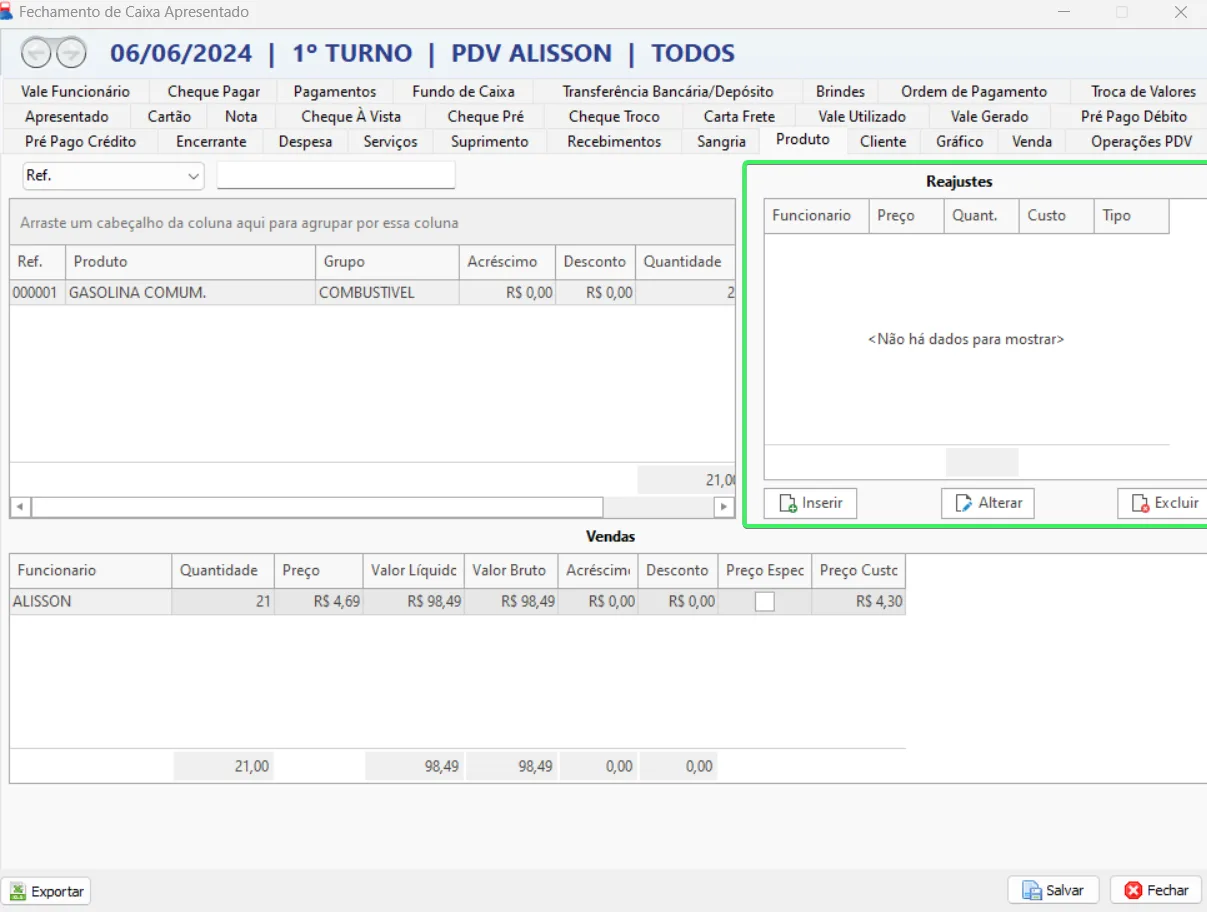 Fechamento de Caixa Apresentado
06/06/2024 | 1º TURNO | PDV ALISSON | TODOS
Vale Funcionário Cheque Pagar Pagamentos Fundo de Caixa Transferência Bancária/Depósito Brindes Ordem de Pagamento Troca de Valores
Apresentado Cartão Nota Cheque À Vista Cheque Pré Cheque Troco Carta Frete Vale Utilizado Vale Gerado Pré Pago Débito
Pré Pago Crédito Encerrante Despesa Serviços Suprimento Recebimentos Sangria Produto Cliente Gráfico Venda Operações PDV
Ref.
Arraste um cabeçalho da coluna aqui para agrupar por essa coluna
Ref. Produto Grupo Acréscimo Desconto Quantidade
000001 GASOLINA COMUM. COMBUSTIVEL R$ 0,00 R$ 0,00 2
21,00
Reajustes
Funcionario Preço Quant. Custo Tipo
<Não há dados para mostrar>
Inserir Alterar Excluir
Vendas
Funcionario Quantidade Preço Valor Líquido Valor Bruto Acréscim Desconto Preço Espec Preço Custo
ALISSON 21 R$ 4,69 R$ 98,49 R$ 98,49 R$ 0,00 R$ 0,00 R$ 4,30
21,00 98,49 98,49 0,00 0,00
Exportar Salvar Fechar